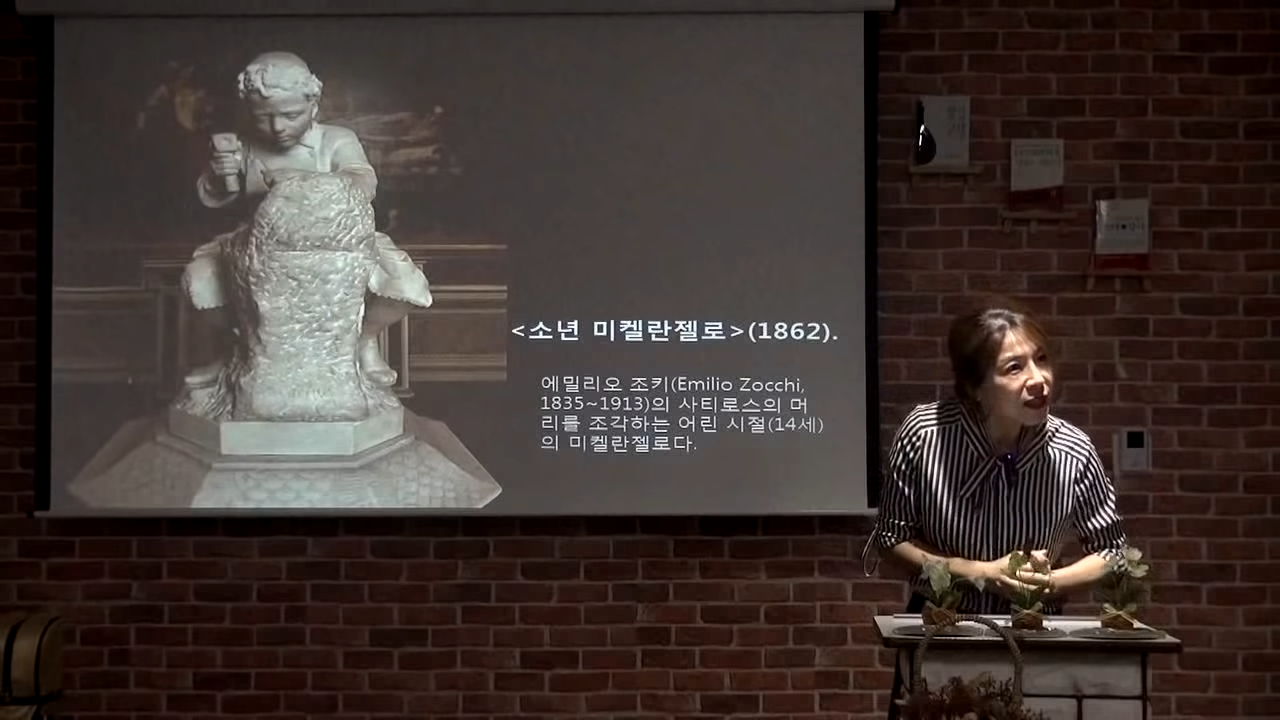 <소년 미켈란젤로>(1862).
에밀리오 조키(Emilio Zocchi,
1835~1913)의 사티로스의 머
리를 조각하는 어린 시절(14세)
의 미켈란젤로다.